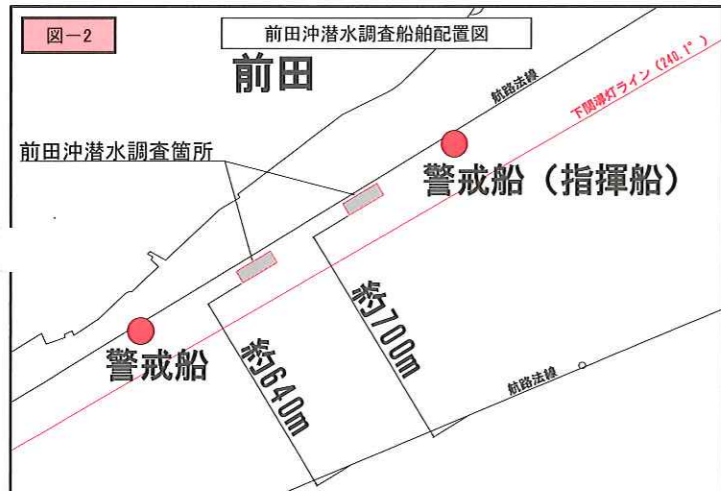 図－2
前田沖潜水調査船舶配置図
前田
航路法線
下関導灯ライン（240.1°）
前田沖潜水調査箇所
警戒船（指揮船）
約700m
警戒船
約640m
航路法線